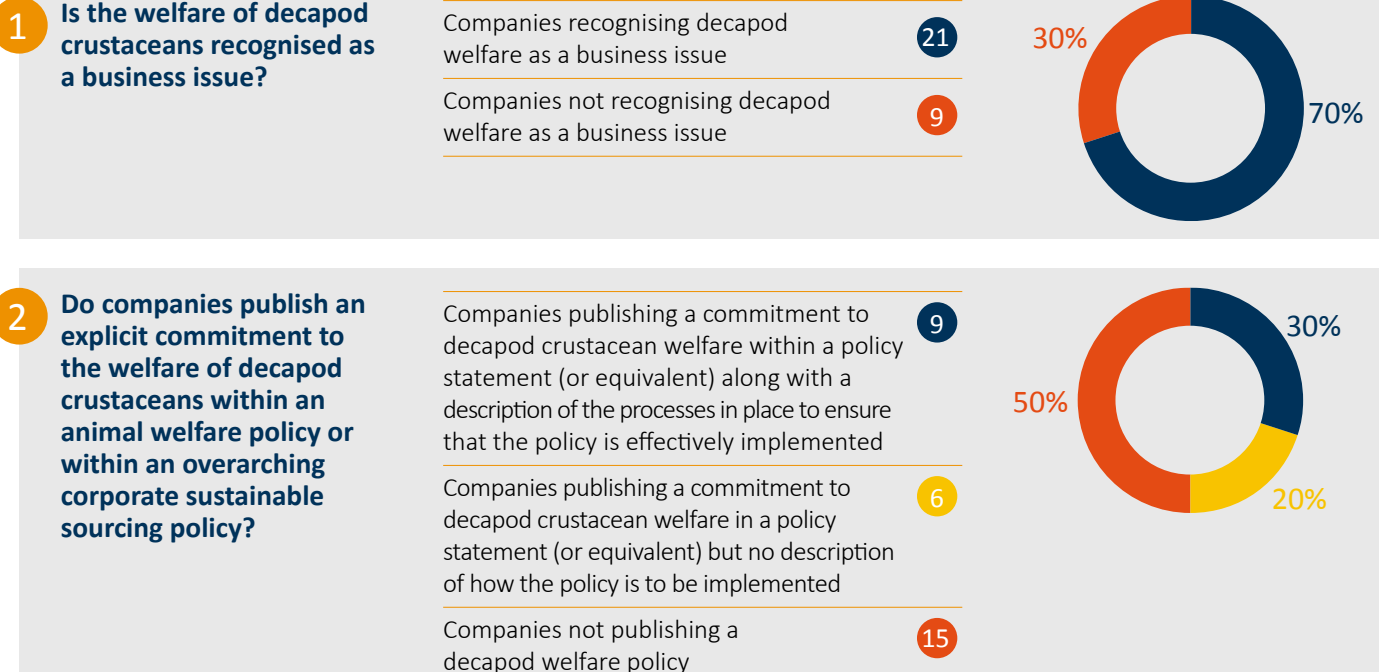 1
Is the welfare of decapod
crustaceans recognised as
a business issue?
Companies recognising decapod
welfare as a business issue
21
Companies not recognising decapod
welfare as a business issue
9
30%
70%
2
Do companies publish an
explicit commitment to
the welfare of decapod
crustaceans within an
animal welfare policy or
within an overarching
corporate sustainable
sourcing policy?
Companies publishing a commitment to
decapod crustacean welfare within a policy
statement (or equivalent) along with a
description of the processes in place to ensure
that the policy is effectively implemented
9
Companies publishing a commitment to
decapod crustacean welfare in a policy
statement (or equivalent) but no description
of how the policy is to be implemented
6
Companies not publishing a
decapod welfare policy
15
30%
50%
20%